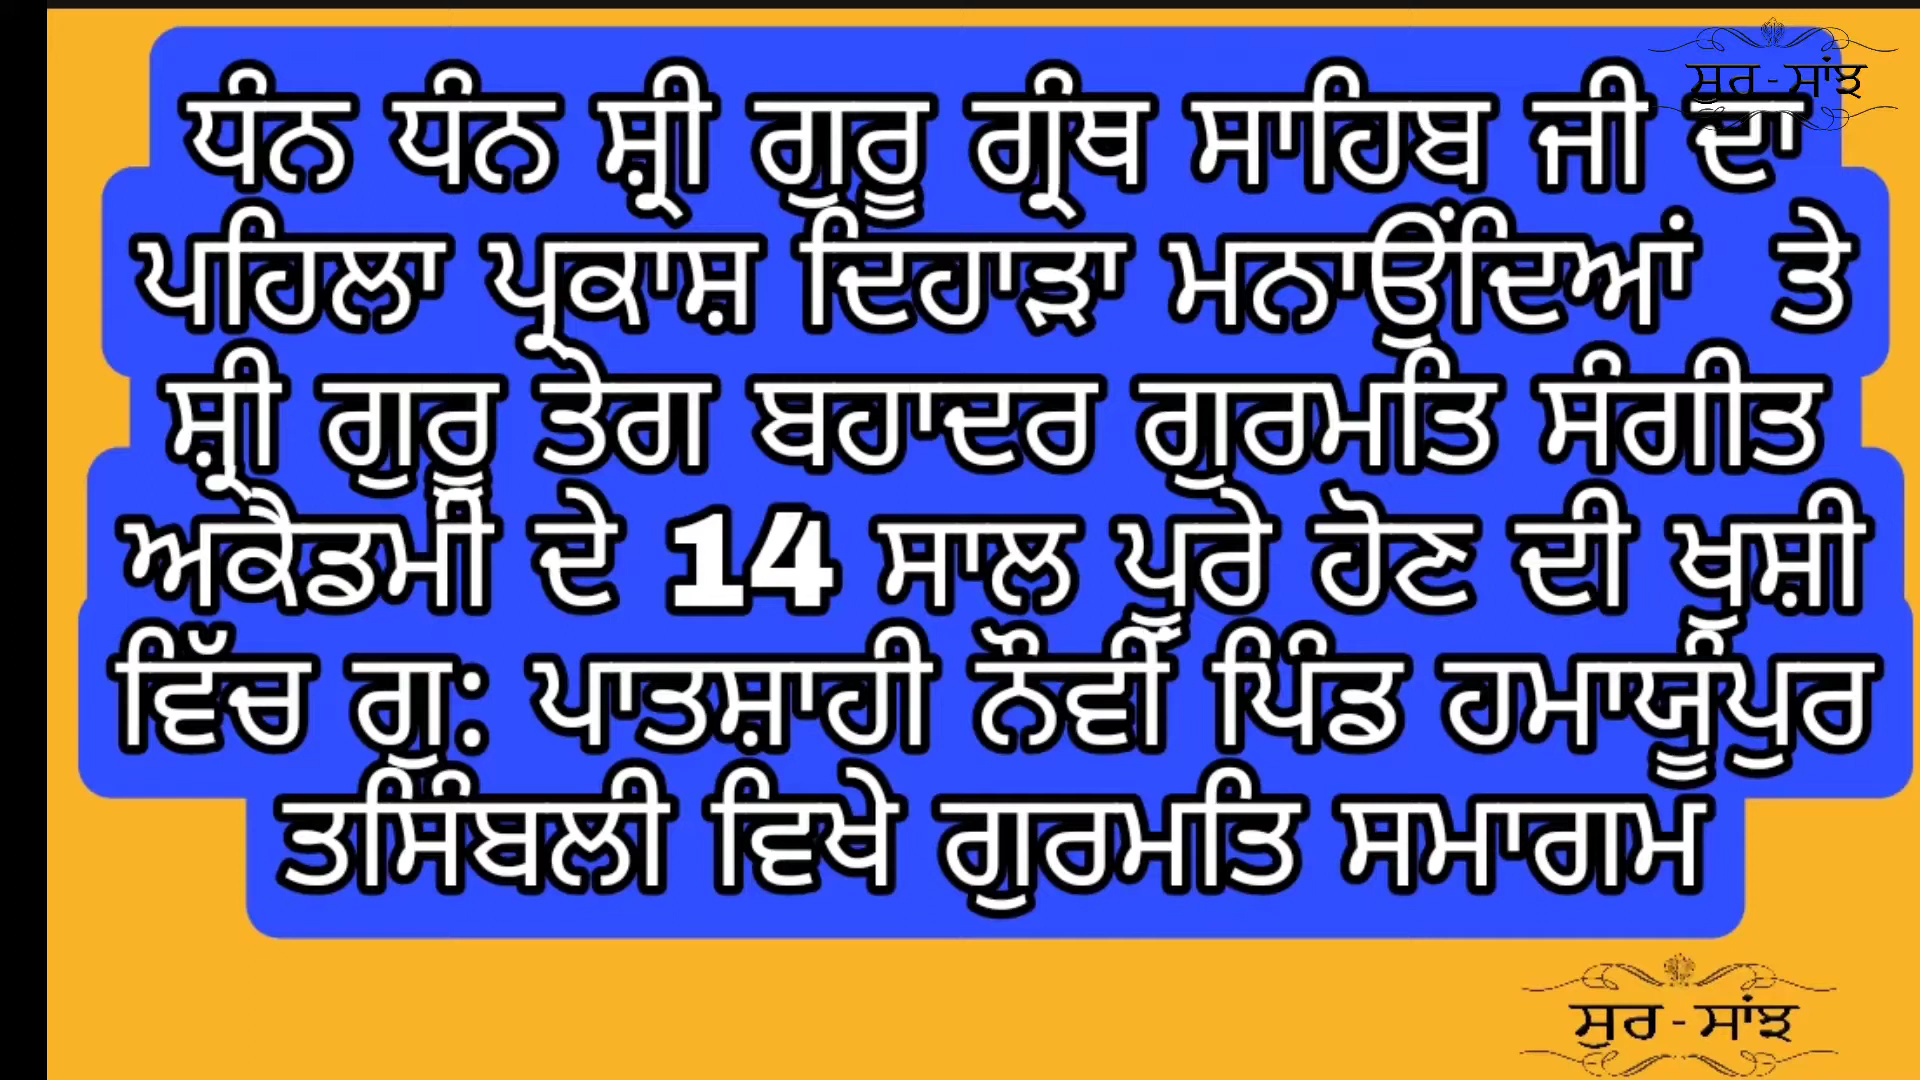 ਸੁਰ - ਸਾਂਝ
ਧੰਨ ਧੰਨ ਸ਼੍ਰੀ ਗੁਰੂ ਗ੍ਰੰਥ ਸਾਹਿਬ ਜੀ ਦਾ
ਪਹਿਲਾ ਪ੍ਰਕਾਸ਼ ਦਿਹਾੜਾ ਮਨਾਉਂਦਿਆਂ ਤੇ
ਸ਼੍ਰੀ ਗੁਰੂ ਤੇਗ ਬਹਾਦਰ ਗੁਰਮਤਿ ਸੰਗੀਤ
ਅਕੈਡਮੀ ਦੇ 14 ਸਾਲ ਪੂਰੇ ਹੋਣ ਦੀ ਖੁਸ਼ੀ
ਵਿੱਚ ਗੁ: ਪਾਤਸ਼ਾਹੀ ਨੌਵੀਂ ਪਿੰਡ ਹਮਾਯੂੰਪੁਰ
ਤਸਿੰਬਲੀ ਵਿਖੇ ਗੁਰਮਤਿ ਸਮਾਗਮ
ਸੁਰ - ਸਾਂਝ